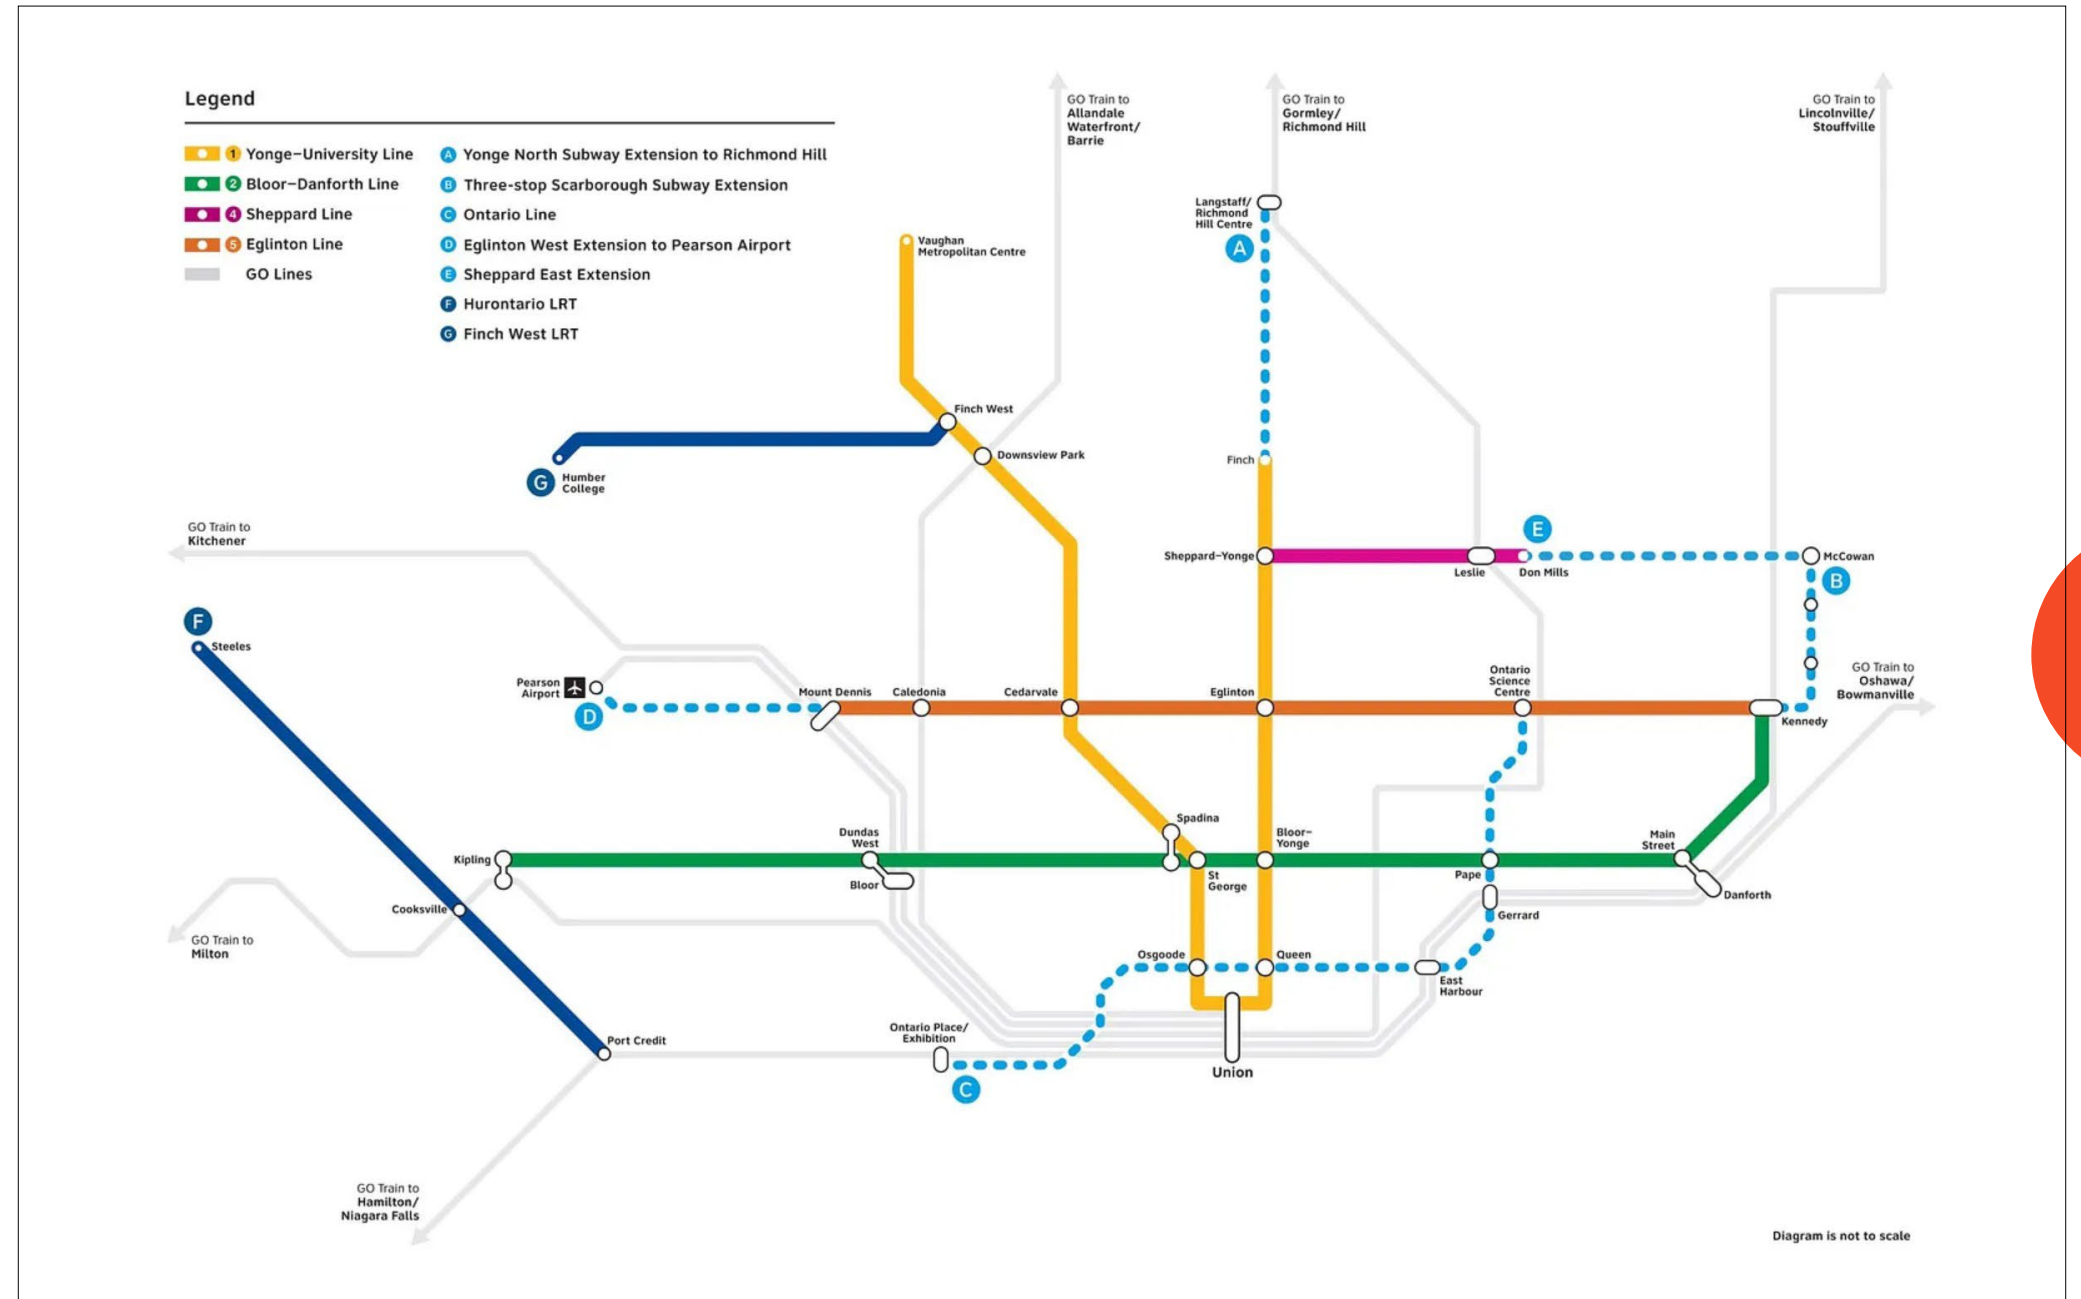 Legend
1 Yonge–University Line
2 Bloor–Danforth Line
4 Sheppard Line
5 Eglinton Line
GO Lines
A Yonge North Subway Extension to Richmond Hill
B Three-stop Scarborough Subway Extension
C Ontario Line
D Eglinton West Extension to Pearson Airport
E Sheppard East Extension
F Hurontario LRT
G Finch West LRT
GO Train to
Allandale
Waterfront/
Barrie
GO Train to
Gormley/
Richmond Hill
GO Train to
Lincolnville/
Stouffville
Langstaff/
Richmond
Hill Centre
A
Vaughan
Metropolitan Centre
Finch West
Downsview Park
Finch
G
Humber
College
GO Train to
Kitchener
E
Sheppard–Yonge
Leslie
Don Mills
McCowan
B
F
Steeles
Pearson
Airport
D
Mount Dennis
Caledonia
Cedarvale
Eglinton
Ontario
Science
Centre
Kennedy
GO Train to
Oshawa/
Bowmanville
Spadina
Dundas
West
Bloor–
Yonge
Main
Street
Kipling
Bloor
St
George
Pape
Danforth
Gerrard
Cooksville
GO Train to
Milton
Osgoode
Queen
East
Harbour
Ontario Place/
Exhibition
Port Credit
C
Union
GO Train to
Hamilton/
Niagara Falls
Diagram is not to scale